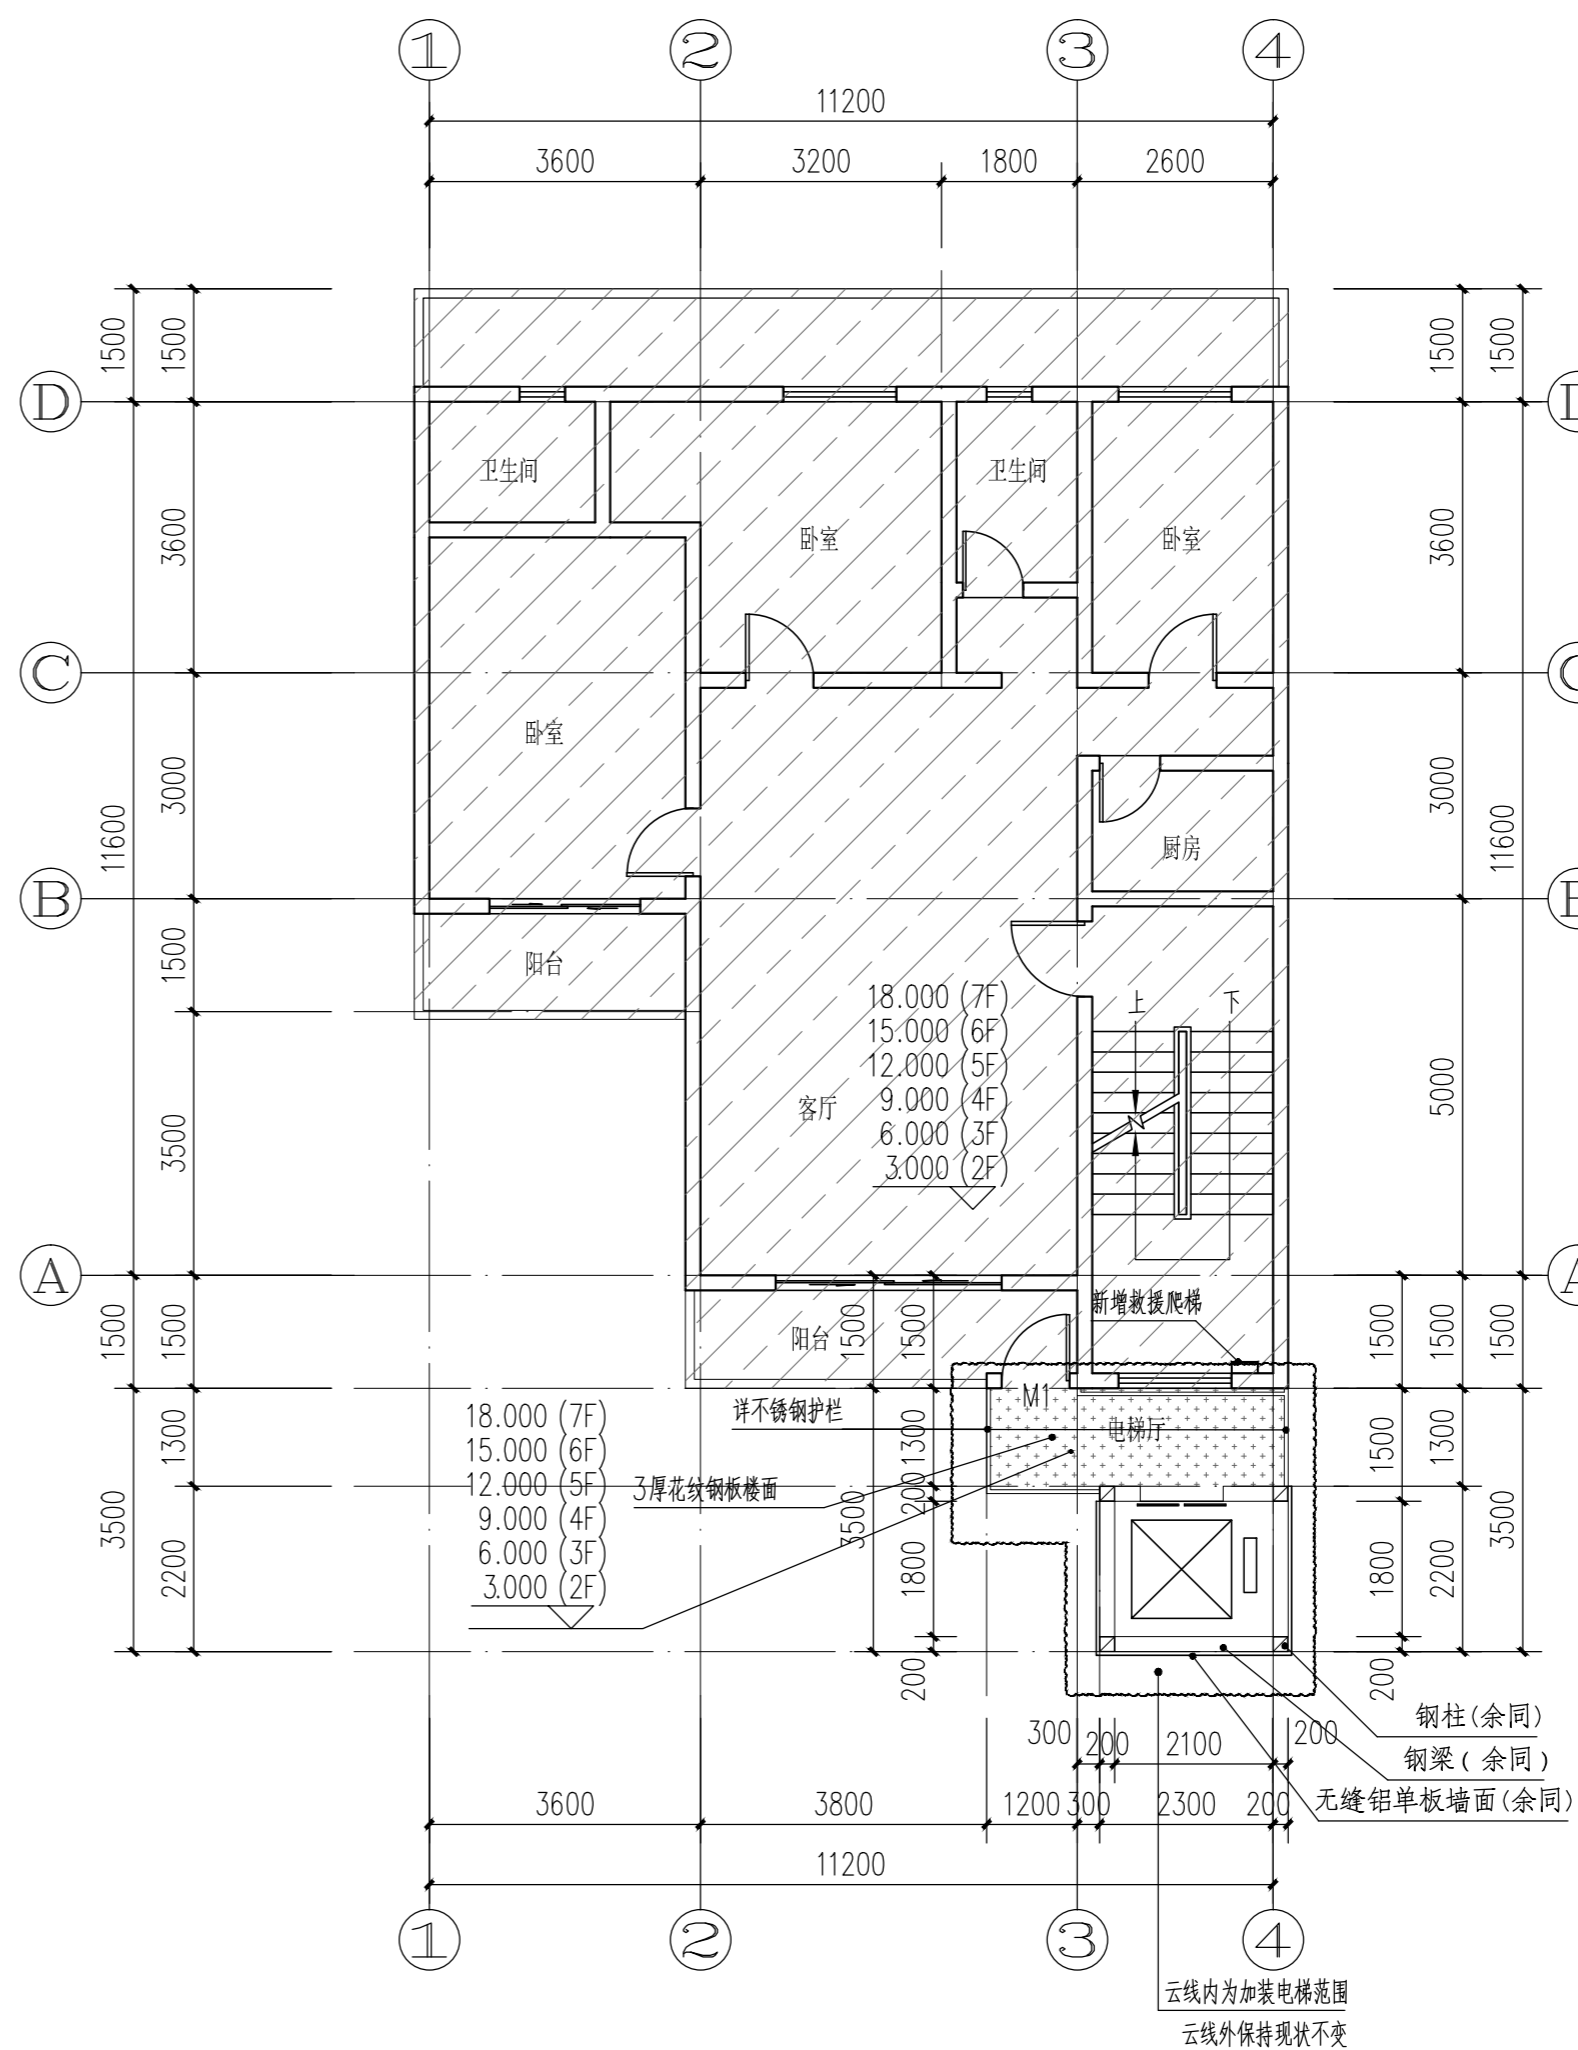 1 2 3 4
11200
3600 3200 1800 2600
1500 1500 1500 1500
D
卫生间 卫生间
卧室 卧室
3600 3600
C
卧室
3000 3000
11600 11600
厨房
B
阳台
1500
18.000 (7F)
15.000 (6F)
12.000 (5F)
9.000 (4F)
6.000 (3F)
3.000 (2F)
上 下
客厅
3500 5000
A
新增救援爬梯
阳台
1500 1500 1500 1500 1500 1500 1500
M1
详不锈钢护栏
电梯厅
18.000 (7F)
15.000 (6F)
12.000 (5F)
9.000 (4F)
6.000 (3F)
3.000 (2F)
3厚花纹钢板楼面
1300 1300 1500 1300
200
3500 2200 3500 1800 1800 2200 3500
200 200
钢柱(余同)
钢梁(余同)
无缝铝单板墙面(余同)
300 200 2100 200
3600 3800 1200 300 2300 200
11200
1 2 3 4
云线内为加装电梯范围
云线外保持现状不变